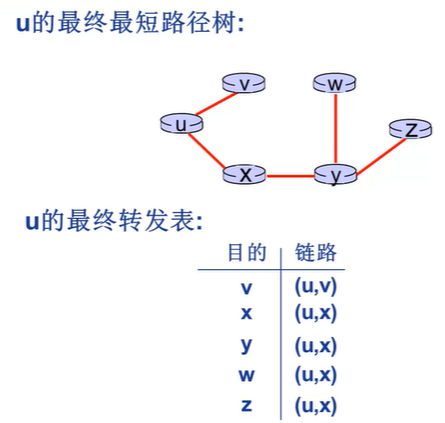 u的最终最短路径树:
v w
u z
x y
u的最终转发表:
目的 链路
v (u,v)
x (u,x)
y (u,x)
w (u,x)
z (u,x)